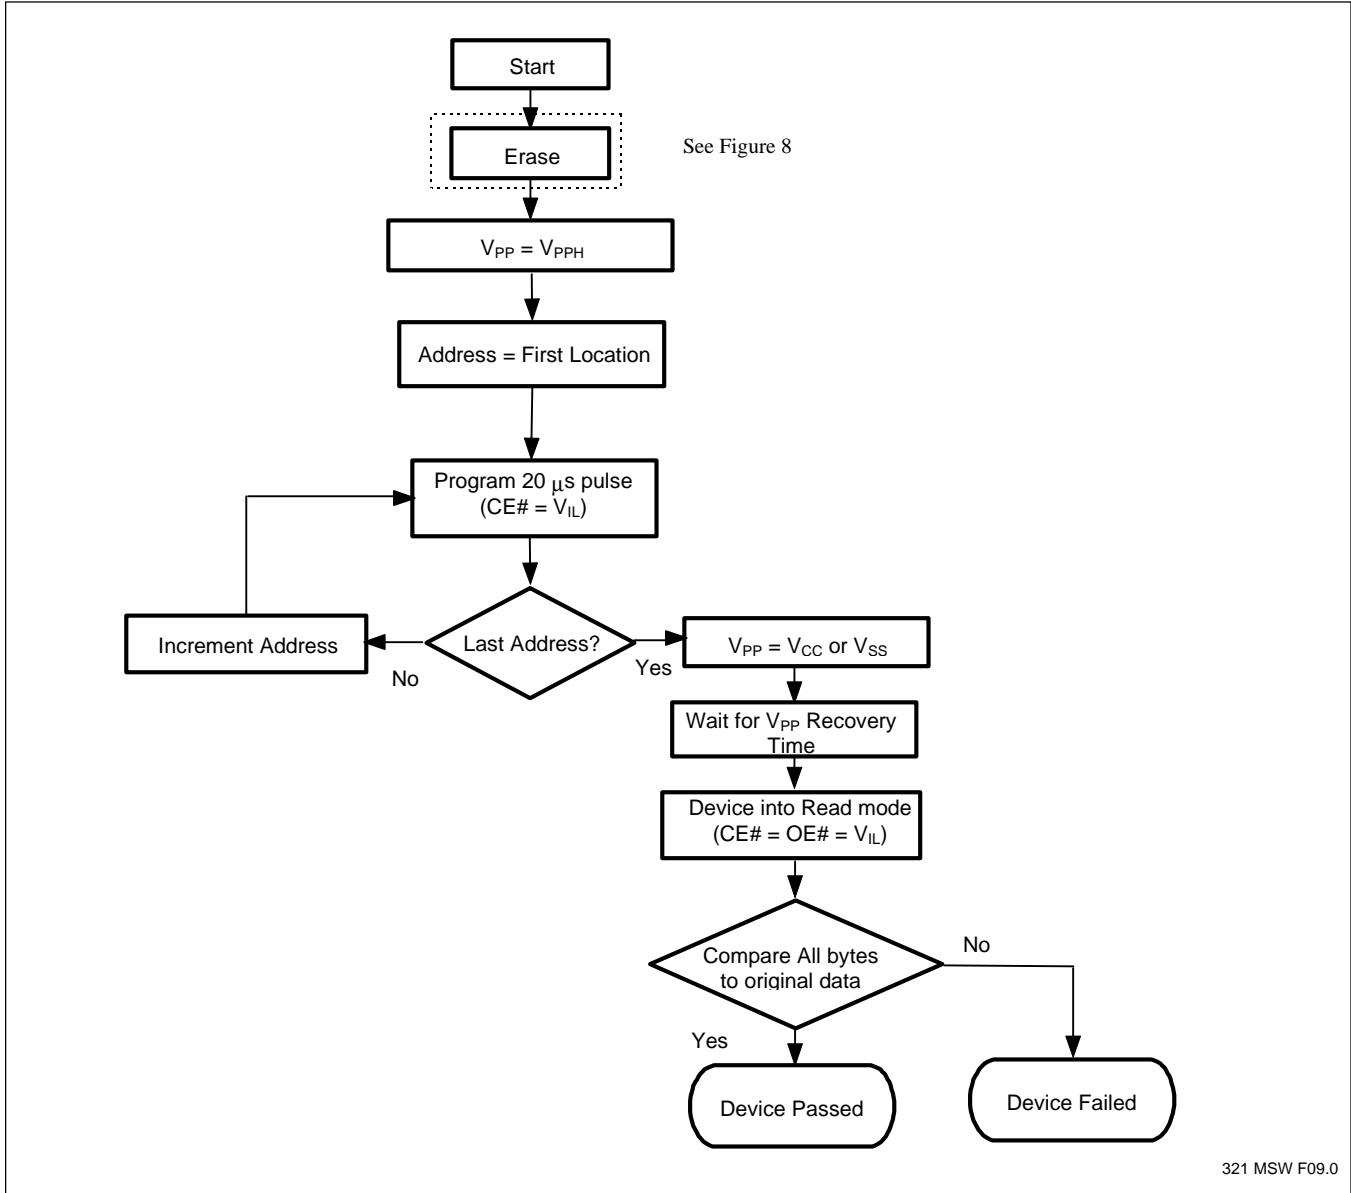 Start
Erase
See Figure 8
VPP = VPPH
Address = First Location
Program 20 μs pulse
(CE# = VIL)
Last Address?
Increment Address
No
Yes
VPP = VCC or VSS
Wait for VPP Recovery
Time
Device into Read mode
(CE# = OE# = VIL)
Compare All bytes
to original data
No
Yes
Device Passed
Device Failed
321 MSW F09.0